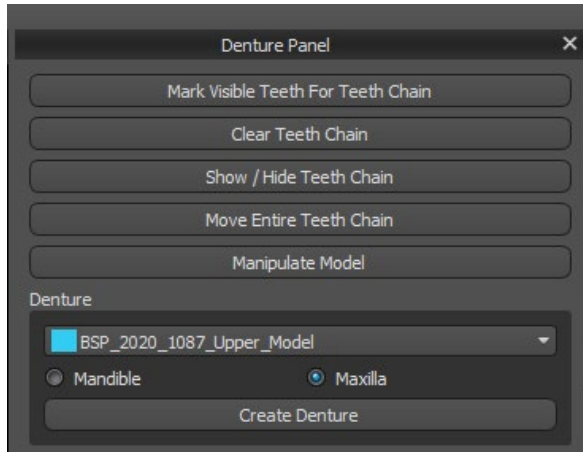 Denture Panel
Mark Visible Teeth For Teeth Chain
Clear Teeth Chain
Show / Hide Teeth Chain
Move Entire Teeth Chain
Manipulate Model
Denture
BSP_2020_1087_Upper_Model
Mandible Maxilla
Create Denture